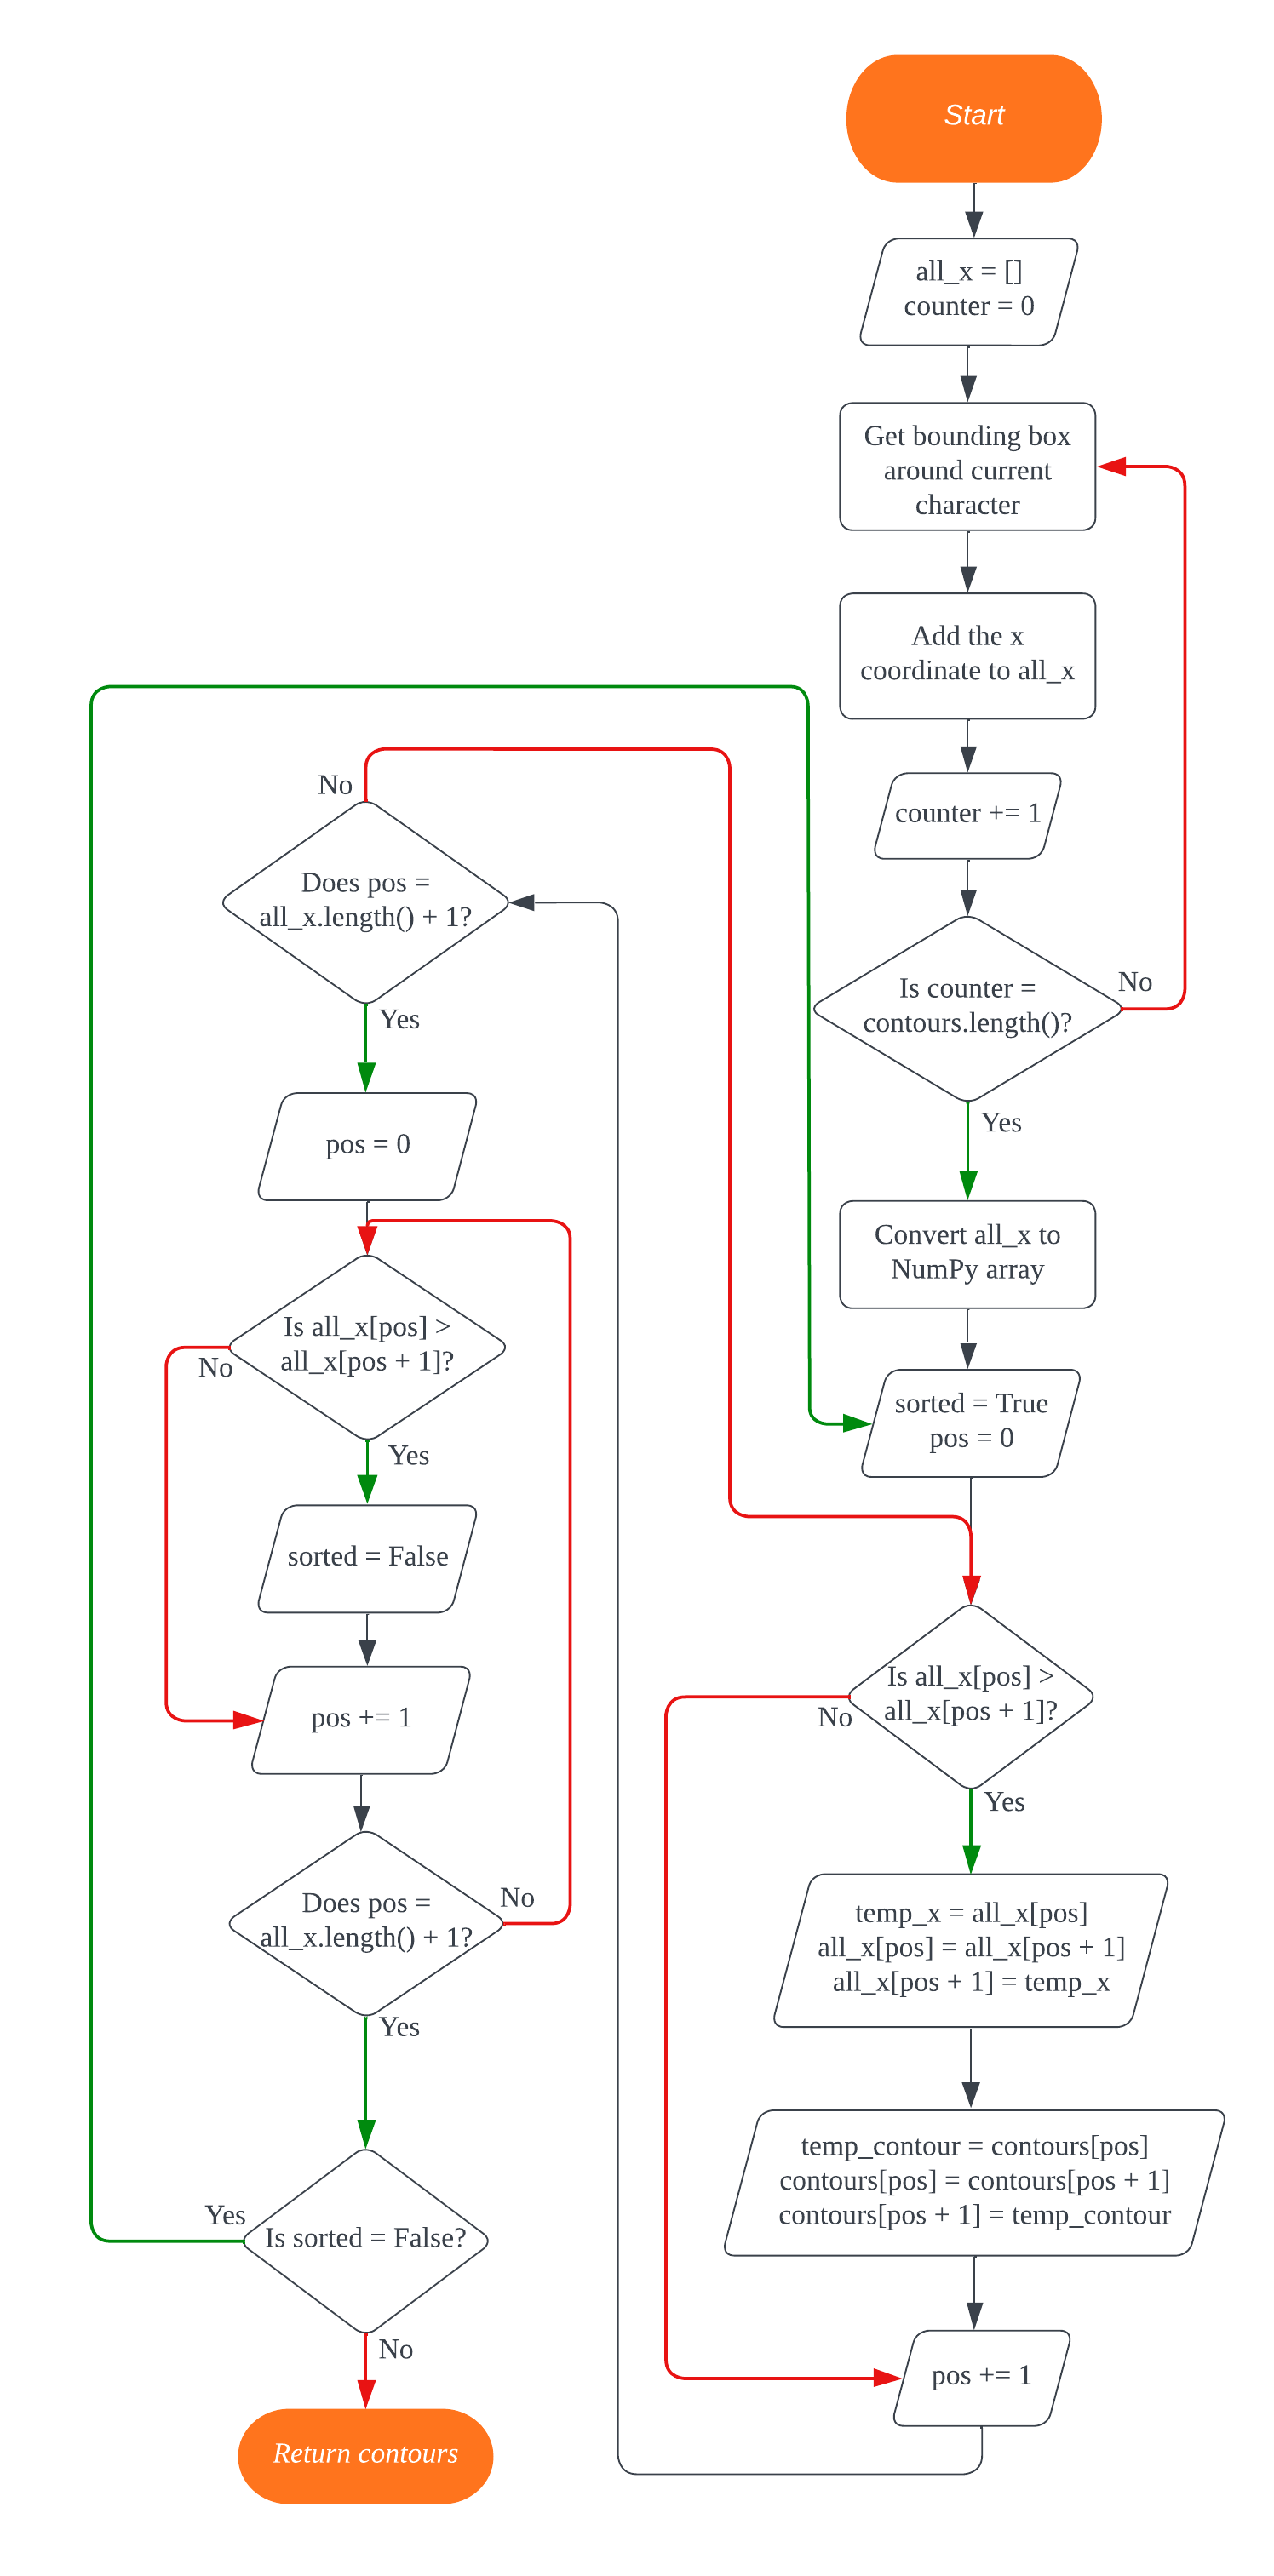 Start
all_x = []
counter = 0
Get bounding box
around current
character
Add the x
coordinate to all_x
counter += 1
Is counter =
contours.length()?
No
Yes
Convert all_x to
NumPy array
sorted = True
pos = 0
Is all_x[pos] >
all_x[pos + 1]?
No
Yes
temp_x = all_x[pos]
all_x[pos] = all_x[pos + 1]
all_x[pos + 1] = temp_x
temp_contour = contours[pos]
contours[pos] = contours[pos + 1]
contours[pos + 1] = temp_contour
pos += 1
No
Does pos =
all_x.length() + 1?
Yes
pos = 0
Is all_x[pos] >
all_x[pos + 1]?
No
Yes
sorted = False
pos += 1
Does pos =
all_x.length() + 1?
No
Yes
Is sorted = False?
Yes
No
Return contours